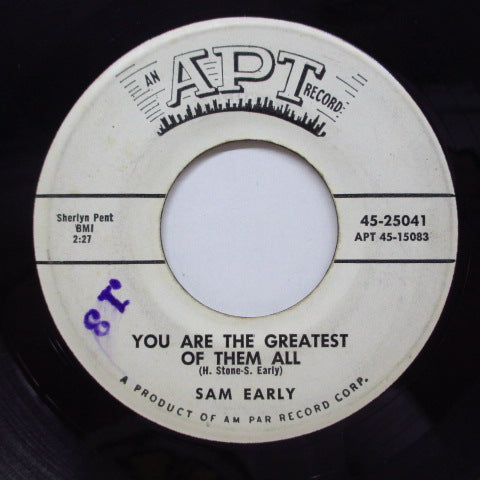 AN APT RECORD
Sherlyn Pent
BMI
2:27
45-25041
APT 45-15083
18
YOU ARE THE GREATEST
OF THEM ALL
(H. Stone-S. Early)
SAM EARLY
A PRODUCT OF AM PAR RECORD CORP.